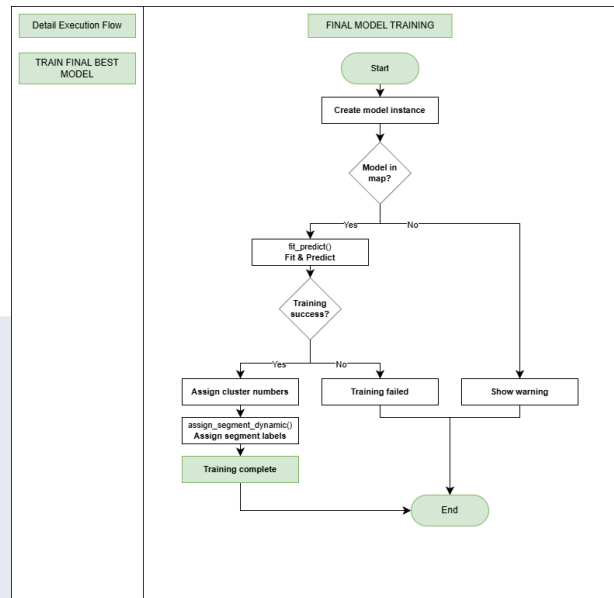 Detail Execution Flow
TRAIN FINAL BEST
MODEL
FINAL MODEL TRAINING
Start
Create model instance
Model in
map?
Yes
No
fit_predict()
Fit & Predict
Training
success?
Yes
No
Assign cluster numbers
Training failed
Show warning
assign_segment_dynamic()
Assign segment labels
Training complete
End